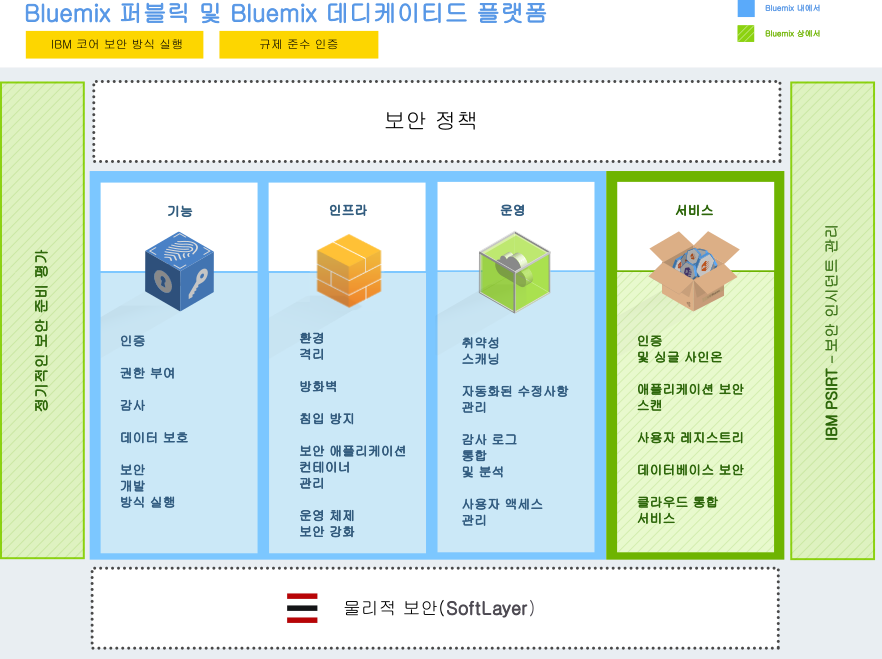 Bluemix 퍼블릭 및 Bluemix 데디케이티드 플랫폼
Bluemix 내에서
Bluemix 상에서
IBM 코어 보안 방식 실행
규제 준수 인증
보안 정책
정기적인 보안 준비 평가
기능
인증
권한 부여
감사
데이터 보호
보안
개발
방식 실행
인프라
환경
격리
방화벽
침입 방지
보안 애플리케이션
컨테이너
관리
운영 체제
보안 강화
운영
취약성
스캐닝
자동화된 수정사항
관리
감사 로그
통합
및 분석
사용자 액세스
관리
서비스
인증
및 싱글 사인온
애플리케이션 보안
스캔
사용자 레지스트리
데이터베이스 보안
클라우드 통합
서비스
IBM PSIRT - 보안 인시던트 관리
물리적 보안(SoftLayer)